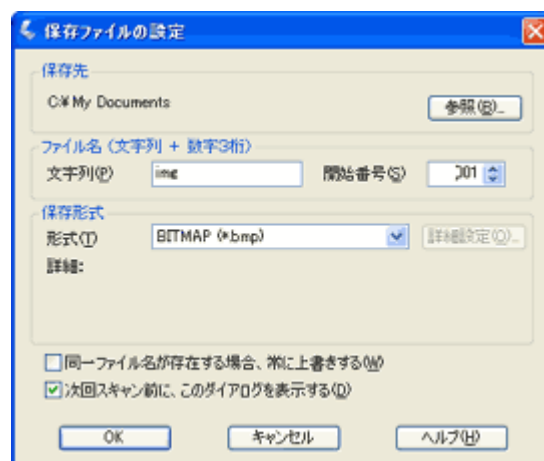 保存ファイルの設定
保存先
C:¥My Documents
参照(B)...
ファイル名(文字列 + 数字3桁)
文字列(P) img 開始番号(S) 001
保存形式
形式(T) BITMAP (*.bmp) 詳細設定(O)...
詳細:
同一ファイル名が存在する場合、常に上書きする(W)
次回スキャン前に、このダイアログを表示する(D)
OK キャンセル ヘルプ(H)